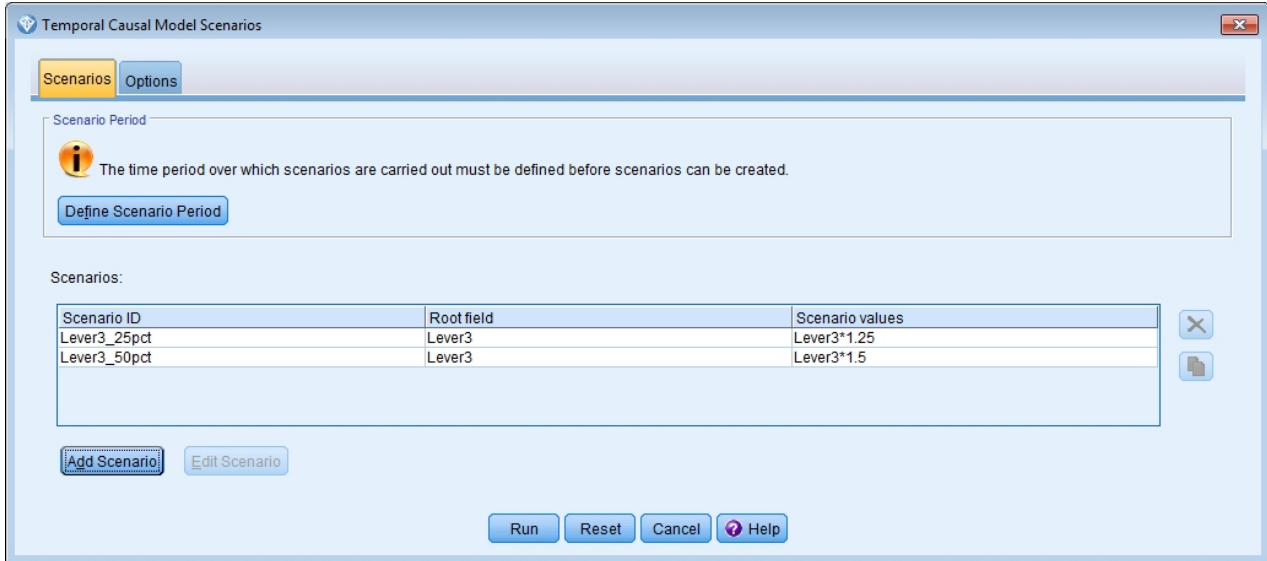 Temporal Causal Model Scenarios
Scenarios Options
Scenario Period
The time period over which scenarios are carried out must be defined before scenarios can be created.
Define Scenario Period
Scenarios:
Scenario ID Root field Scenario values
Lever3_25pct Lever3 Lever3*1.25
Lever3_50pct Lever3 Lever3*1.5
Add Scenario Edit Scenario
Run Reset Cancel Help